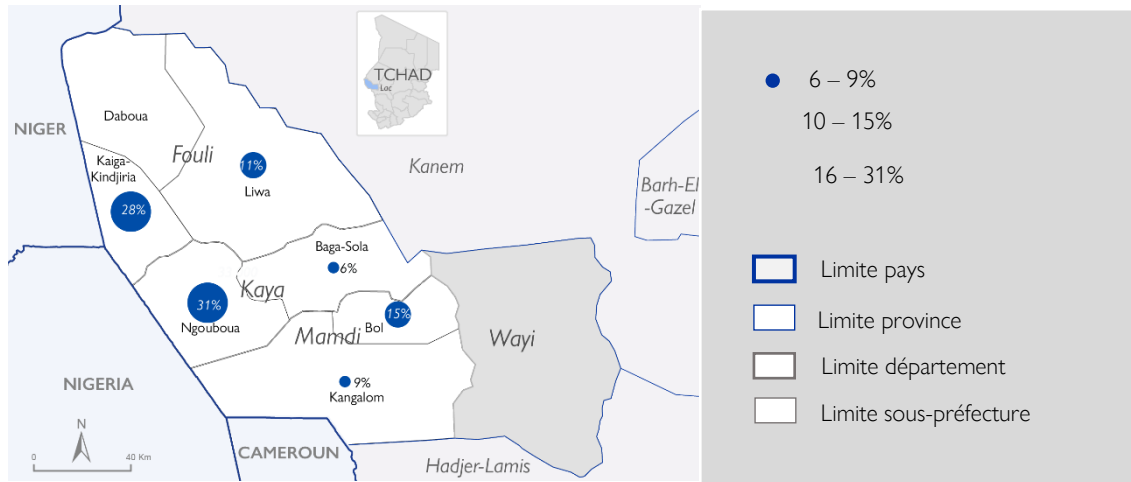 TCHAD
Lac
NIGER
Daboua
Fouli
Kaiga-
Kindjiria
11%
Liwa
Kanem
Barh-El
-Gazel
28%
Baga-Sola
6%
Kaya
31%
Ngouboua
15%
Bol
Mamdi
Wayi
9%
Kangalom
NIGERIA
N
0 40 Km
CAMEROUN
Hadjer-Lamis
6 – 9%
10 – 15%
16 – 31%
Limite pays
Limite province
Limite département
Limite sous-préfecture